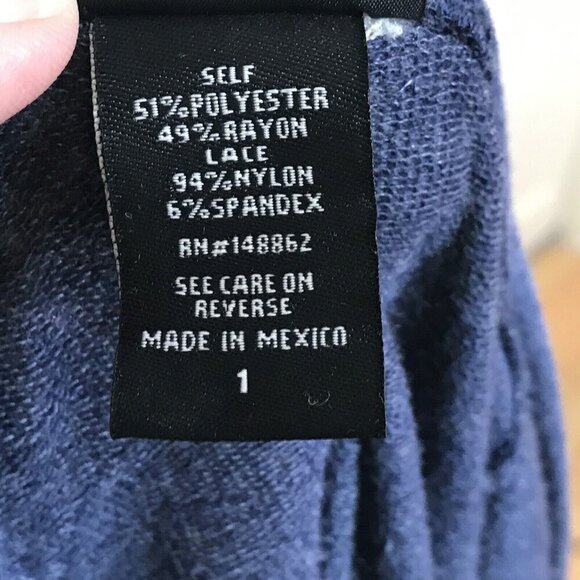 SELF
51%POLYESTER
49%RAYON
LACE
94%NYLON
6%SPANDEX
RN#148862
SEE CARE ON
REVERSE
MADE IN MEXICO
1